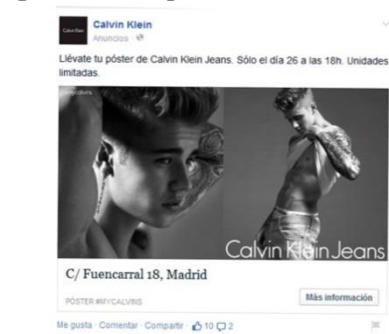 Calvin Klein
Anuncios
Llévate tu póster de Calvin Klein Jeans. Sólo el día 26 a las 18h. Unidades
limitadas.
Calvin Klein Jeans
C/ Fuencarral 18, Madrid
PÓSTER #MYCALVINS
Más información
Me gusta · Comentar · Compartir · 10 2